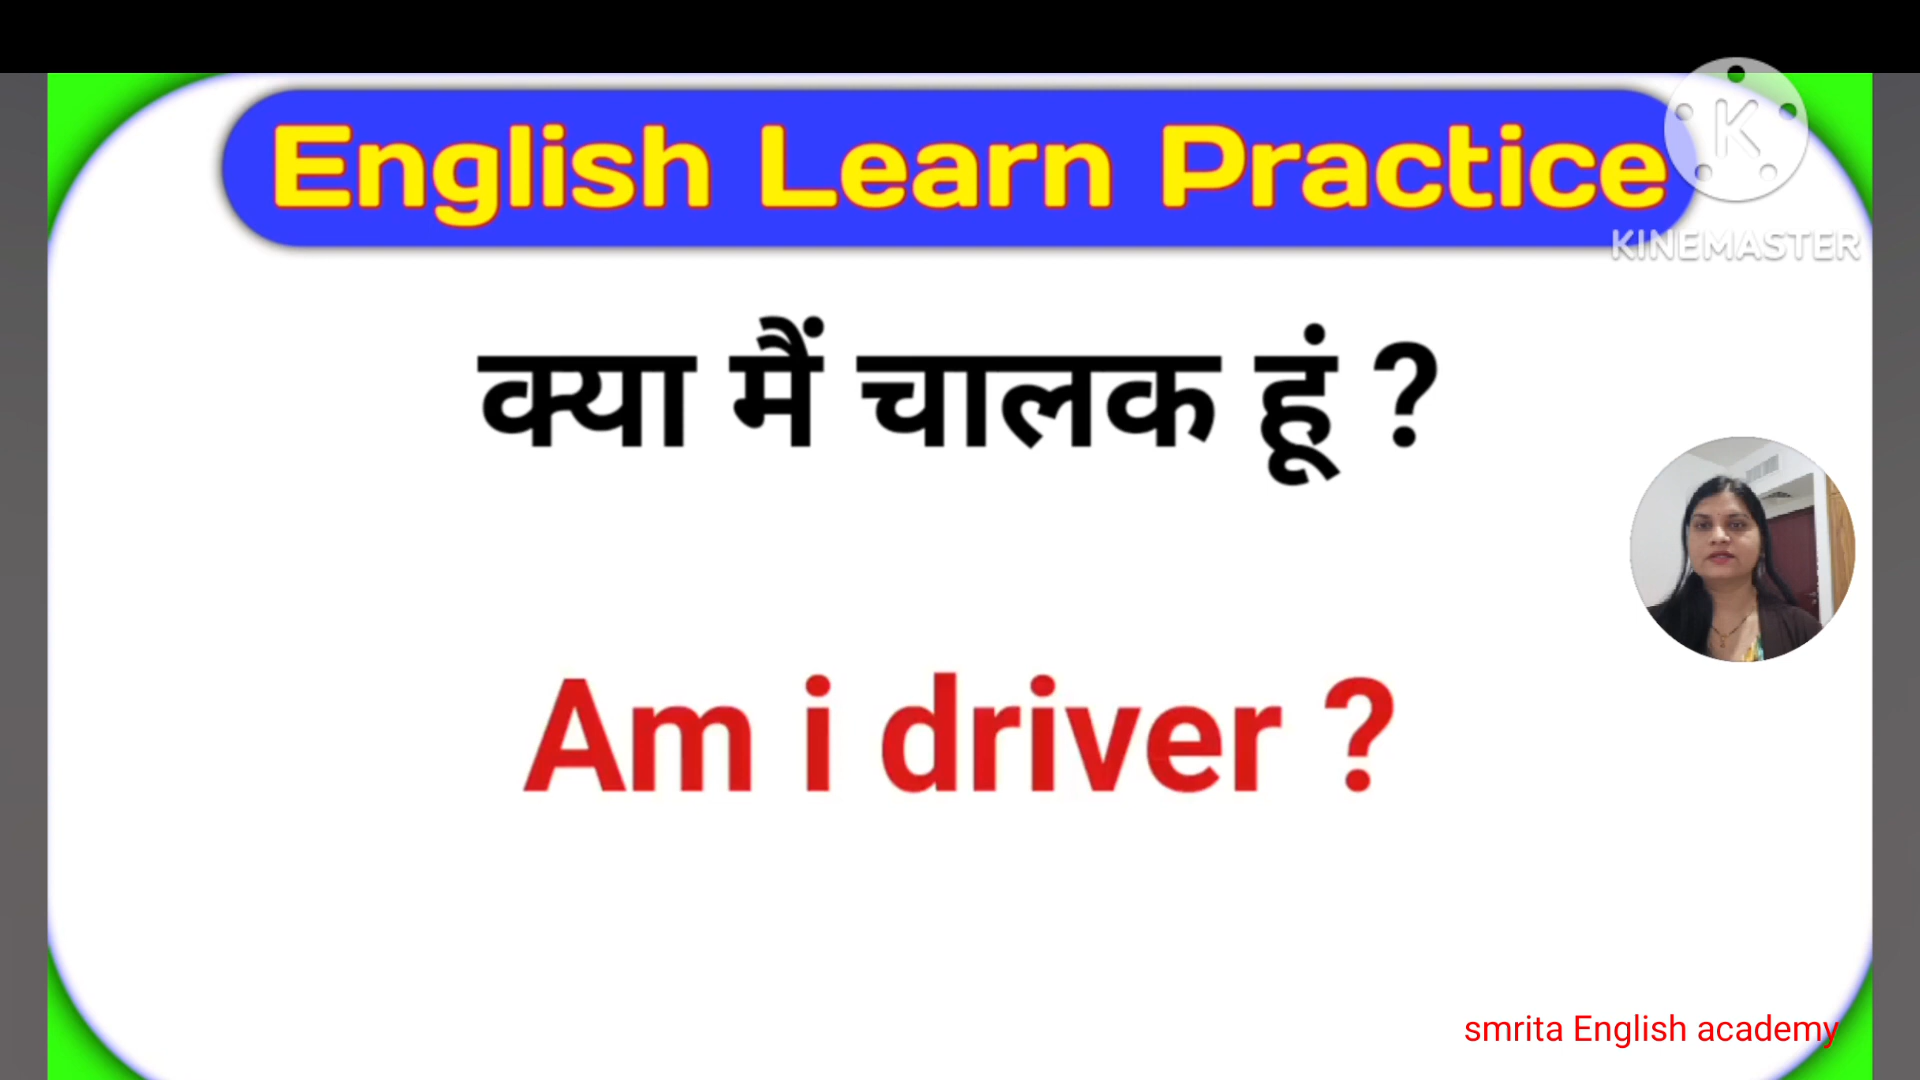 English Learn Practice
K
KINEMASTER
क्या मैं चालक हूं ?
Am i driver ?
smrita English academy